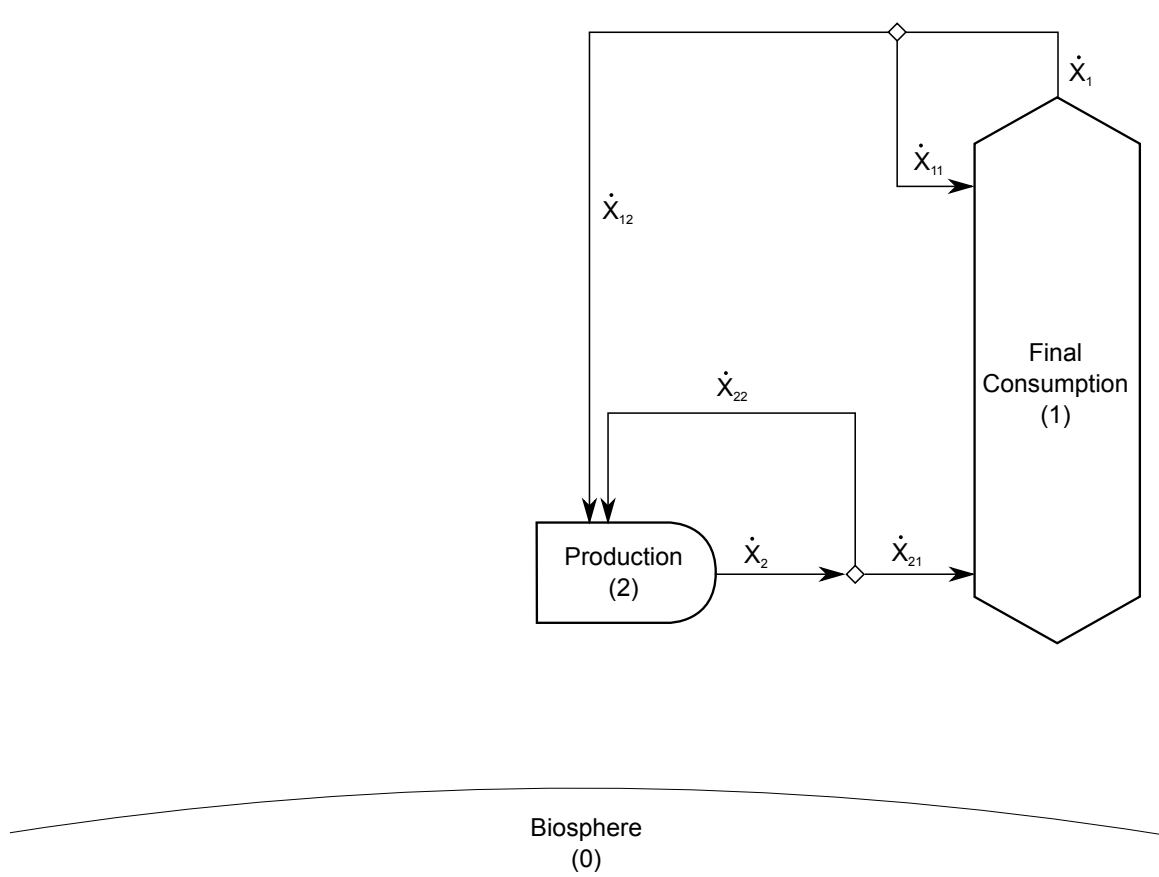 Ẋ₁
Ẋ₁₁
Ẋ₁₂
Final
Consumption
(1)
Ẋ₂₂
Production
(2)
Ẋ₂
Ẋ₂₁
Biosphere
(0)